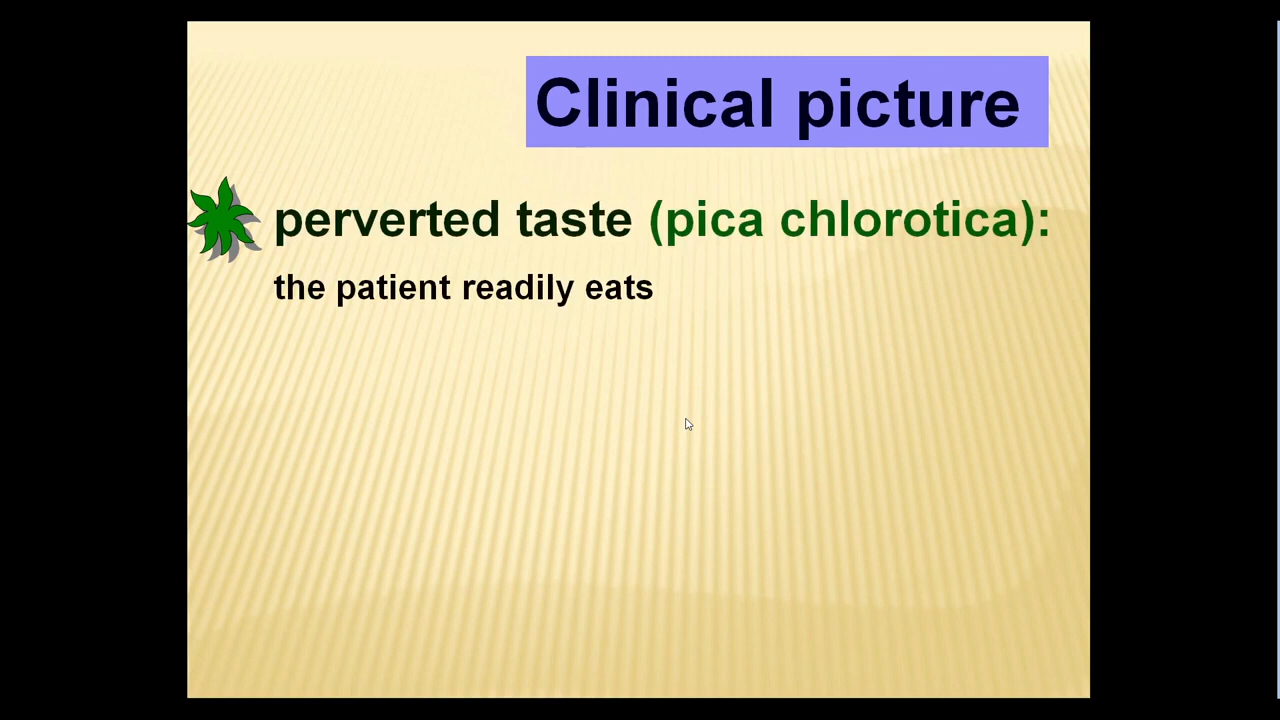 Clinical picture
perverted taste (pica chlorotica):
the patient readily eats